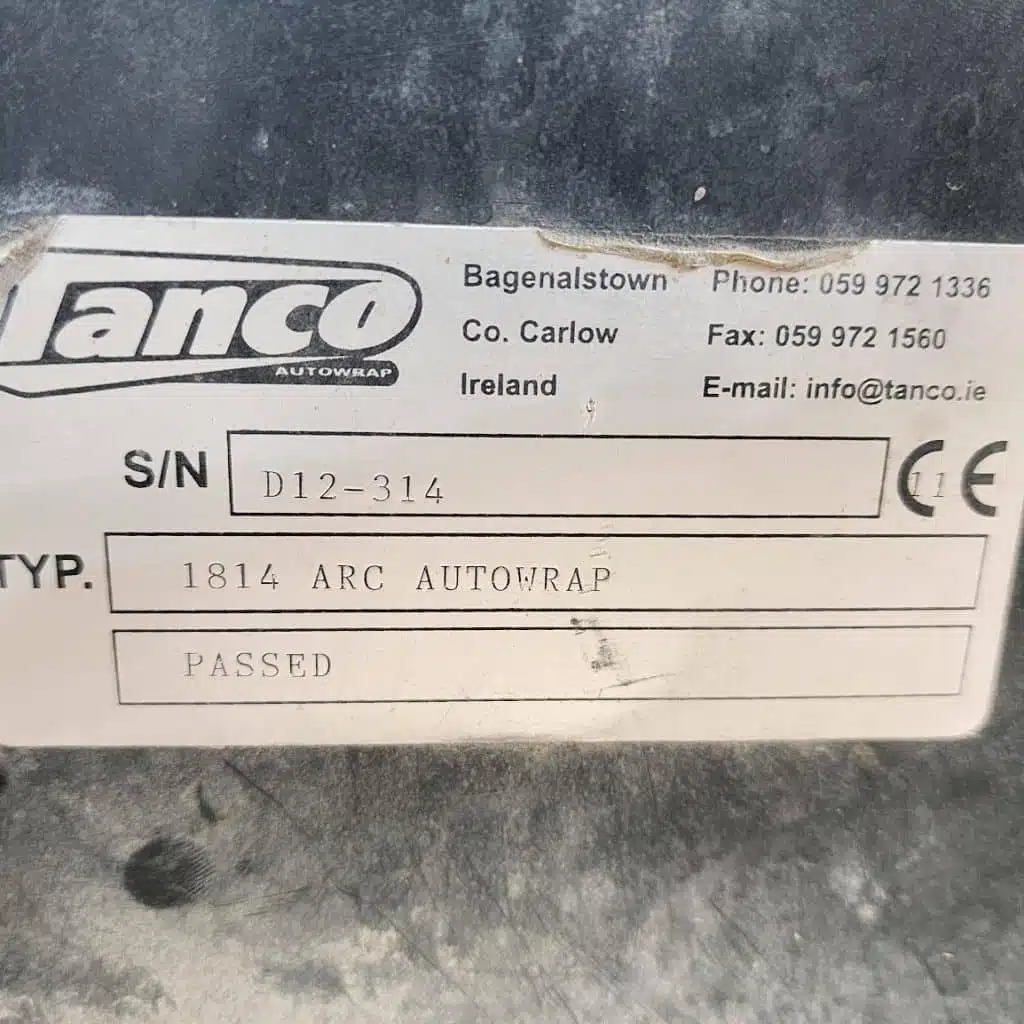 Tanco
AUTOWRAP
Bagenalstown
Co. Carlow
Ireland
Phone: 059 972 1336
Fax: 059 972 1560
E-mail: info@tanco.ie
S/N D12-314 CE 11
TYP. 1814 ARC AUTOWRAP
PASSED